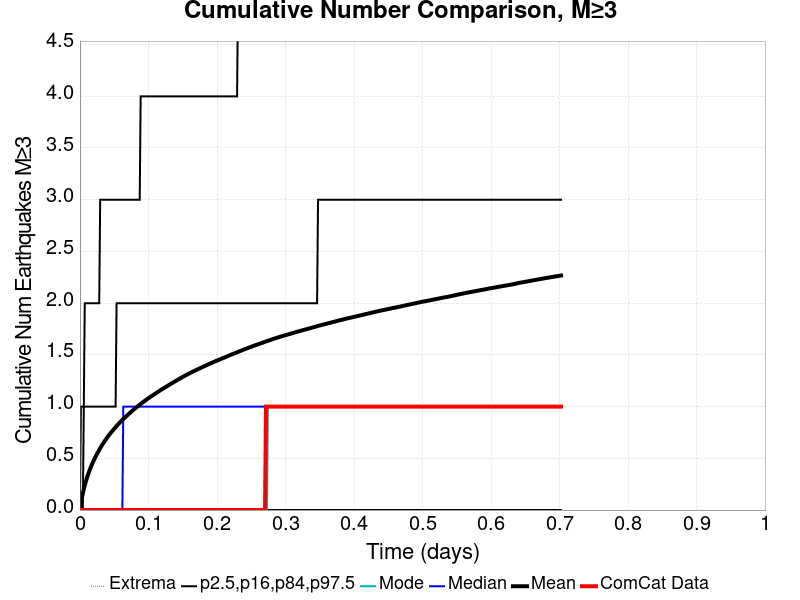 Cumulative Number Comparison, M≥3
Cumulative Num Earthquakes M≥3
4.5
4.0
3.5
3.0
2.5
2.0
1.5
1.0
0.5
0.0
0 0.1 0.2 0.3 0.4 0.5 0.6 0.7 0.8 0.9 1
Time (days)
Extrema p2.5,p16,p84,p97.5 Mode Median Mean ComCat Data